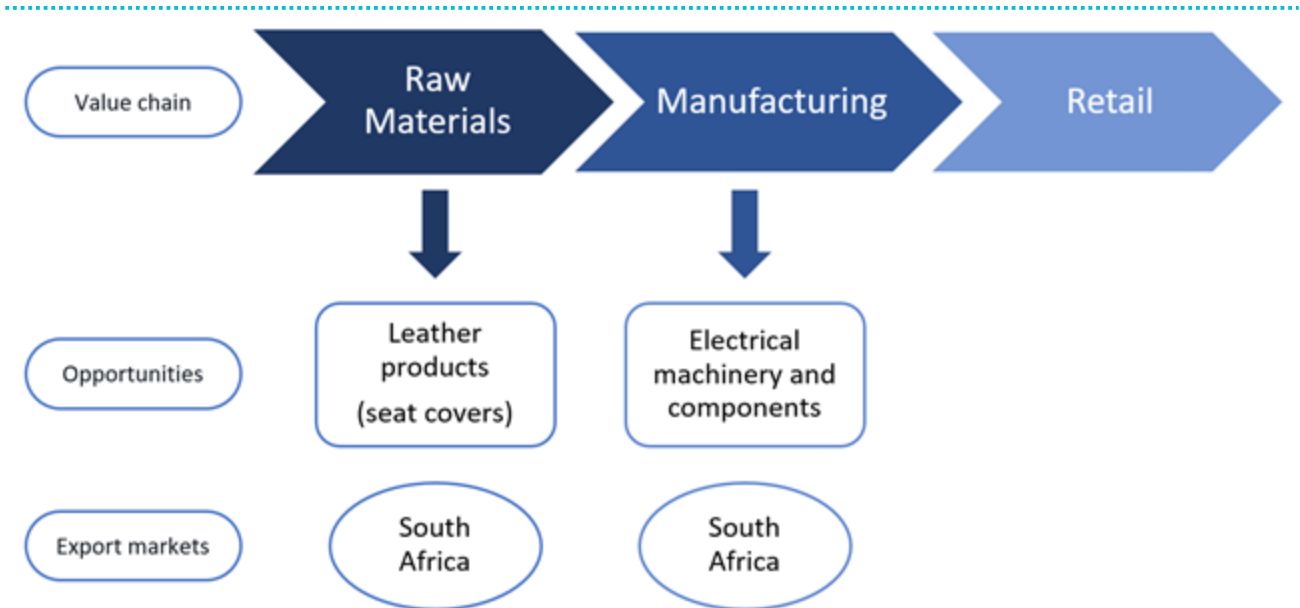 Value chain
Raw
Materials
Manufacturing
Retail
Opportunities
Leather
products
(seat covers)
Electrical
machinery and
components
Export markets
South
Africa
South
Africa